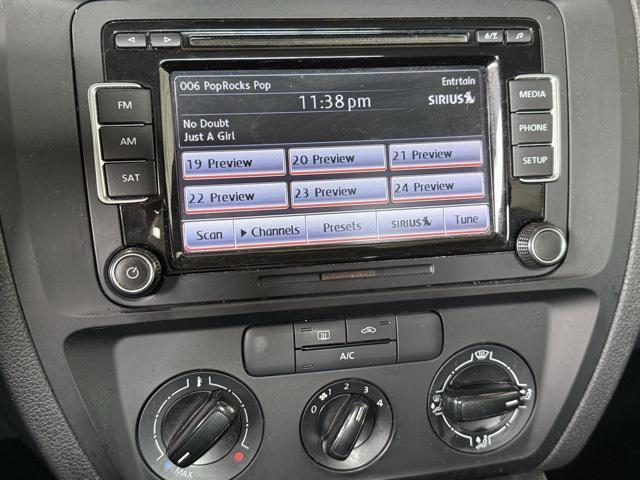 006 PopRocks Pop Entrtain
11:38pm SIRIUS
No Doubt
Just A Girl
19 Preview 20 Preview 21 Preview
22 Preview 23 Preview 24 Preview
Scan Channels Presets SIRIUS Tune
FM
AM
SAT
MEDIA
PHONE
SETUP
A/C
0 1 2 3 4
MAX